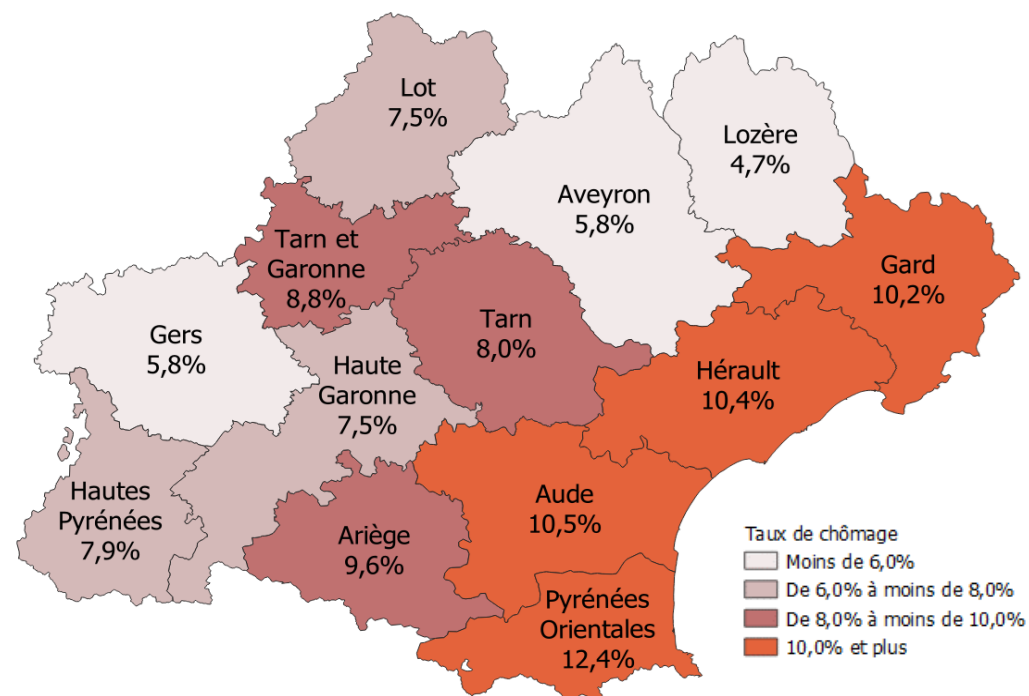 Lot
7,5%
Lozère
4,7%
Aveyron
5,8%
Tarn et
Garonne
8,8%
Gard
10,2%
Gers
5,8%
Tarn
8,0%
Haute
Garonne
7,5%
Hérault
10,4%
Hautes
Pyrénées
7,9%
Ariège
9,6%
Aude
10,5%
Pyrénées
Orientales
12,4%
Taux de chômage
Moins de 6,0%
De 6,0% à moins de 8,0%
De 8,0% à moins de 10,0%
10,0% et plus